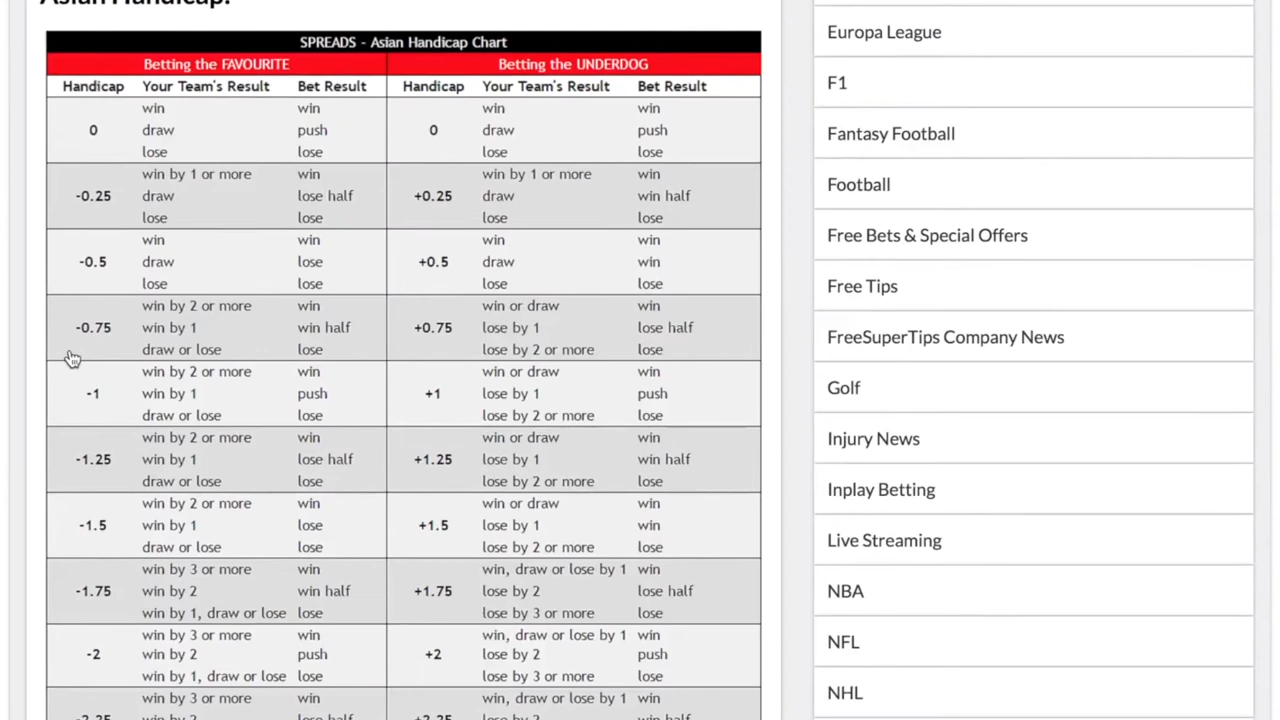 Asian Handicap.
SPREADS - Asian Handicap Chart
Betting the FAVOURITE Betting the UNDERDOG
Handicap Your Team's Result Bet Result Handicap Your Team's Result Bet Result
win win win win
0 draw push 0 draw push
lose lose lose lose
win by 1 or more win win by 1 or more win
-0.25 draw lose half +0.25 draw win half
lose lose lose lose
win win win win
-0.5 draw lose +0.5 draw win
lose lose lose lose
win by 2 or more win win or draw win
-0.75 win by 1 win half +0.75 lose by 1 lose half
draw or lose lose lose by 2 or more lose
win by 2 or more win win or draw win
-1 win by 1 push +1 lose by 1 push
draw or lose lose lose by 2 or more lose
win by 2 or more win win or draw win
-1.25 win by 1 lose half +1.25 lose by 1 win half
draw or lose lose lose by 2 or more lose
win by 2 or more win win or draw win
-1.5 win by 1 lose +1.5 lose by 1 win
draw or lose lose lose by 2 or more lose
win by 3 or more win win, draw or lose by 1 win
-1.75 win by 2 win half +1.75 lose by 2 lose half
win by 1, draw or lose lose lose by 3 or more lose
win by 3 or more win win, draw or lose by 1 win
-2 win by 2 push +2 lose by 2 push
win by 1, draw or lose lose lose by 3 or more lose
win by 3 or more win win, draw or lose by 1 win
-2.25 win by 2 lose half +2.25 lose by 2 win half
Europa League
F1
Fantasy Football
Football
Free Bets & Special Offers
Free Tips
FreeSuperTips Company News
Golf
Injury News
Inplay Betting
Live Streaming
NBA
NFL
NHL